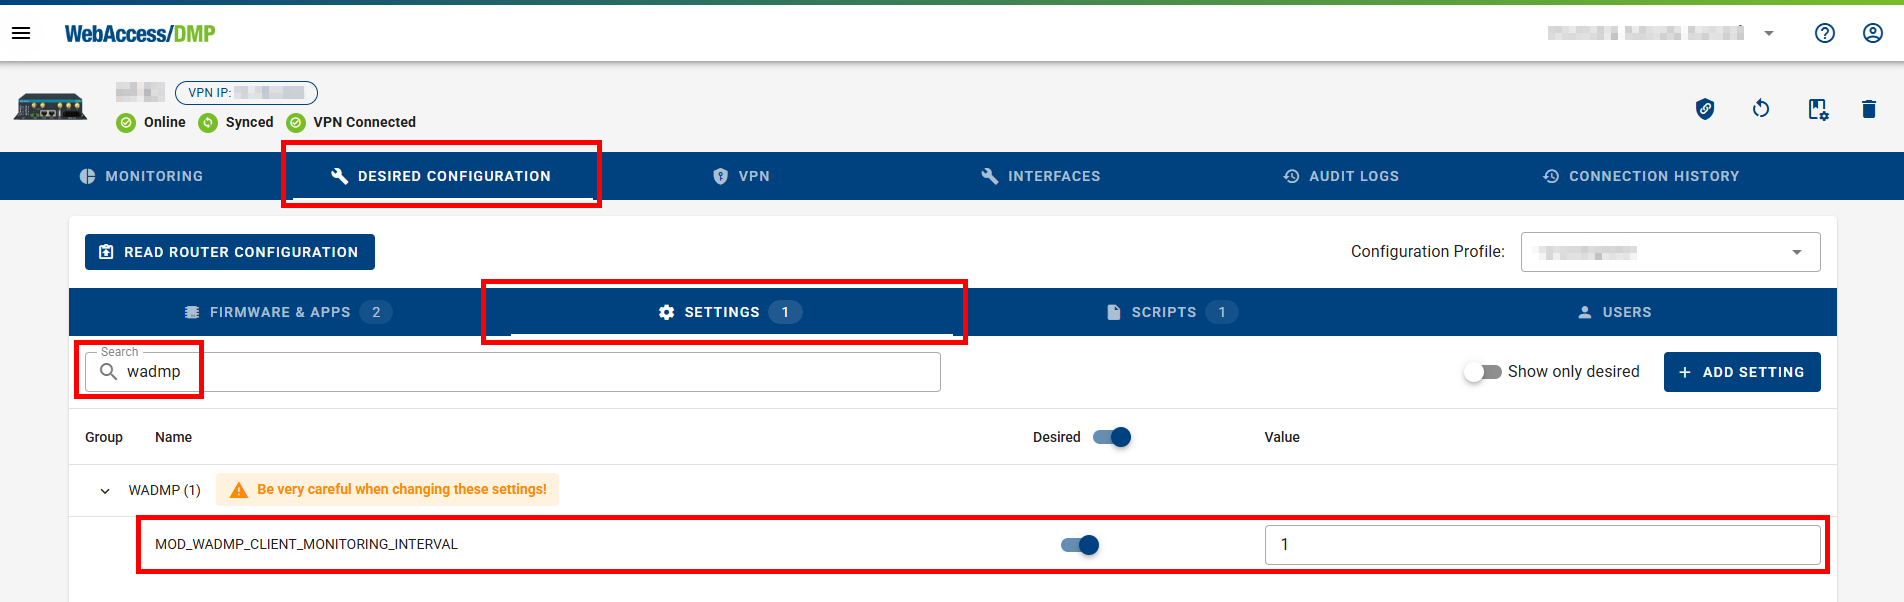 WebAccess/DMP
VPN IP:
Online Synced VPN Connected
MONITORING DESIRED CONFIGURATION VPN INTERFACES AUDIT LOGS CONNECTION HISTORY
READ ROUTER CONFIGURATION Configuration Profile:
FIRMWARE & APPS 2 SETTINGS 1 SCRIPTS 1 USERS
Search
wadmp Show only desired + ADD SETTING
Group Name Desired Value
WADMP (1) Be very careful when changing these settings!
MOD_WADMP_CLIENT_MONITORING_INTERVAL 1